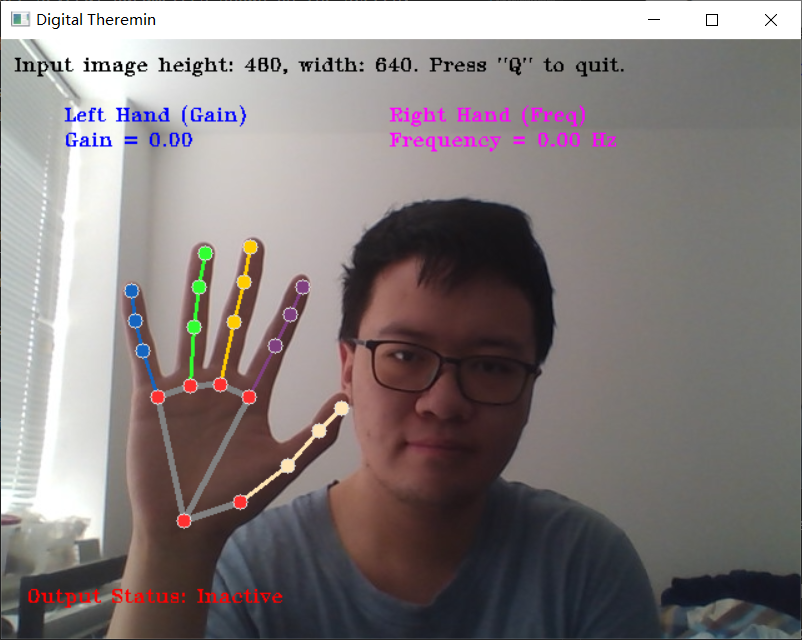 Digital Theremin
Input image height: 480, width: 640. Press "Q" to quit.
Left Hand (Gain)
Gain = 0.00
Right Hand (Freq)
Frequency = 0.00 Hz
Output Status: Inactive